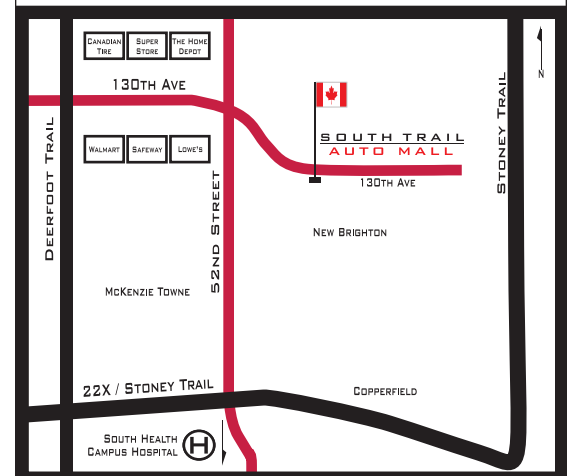 CANADIAN
TIRE
SUPER
STORE
THE HOME
DEPOT
130TH AVE
N
STONEY TRAIL
SOUTH TRAIL
AUTO MALL
130TH AVE
DEERFOOT TRAIL
WALMART
SAFEWAY
LOWE'S
52ND STREET
NEW BRIGHTON
MCKENZIE TOWNE
22X / STONEY TRAIL
COPPERFIELD
SOUTH HEALTH
CAMPUS HOSPITAL
H